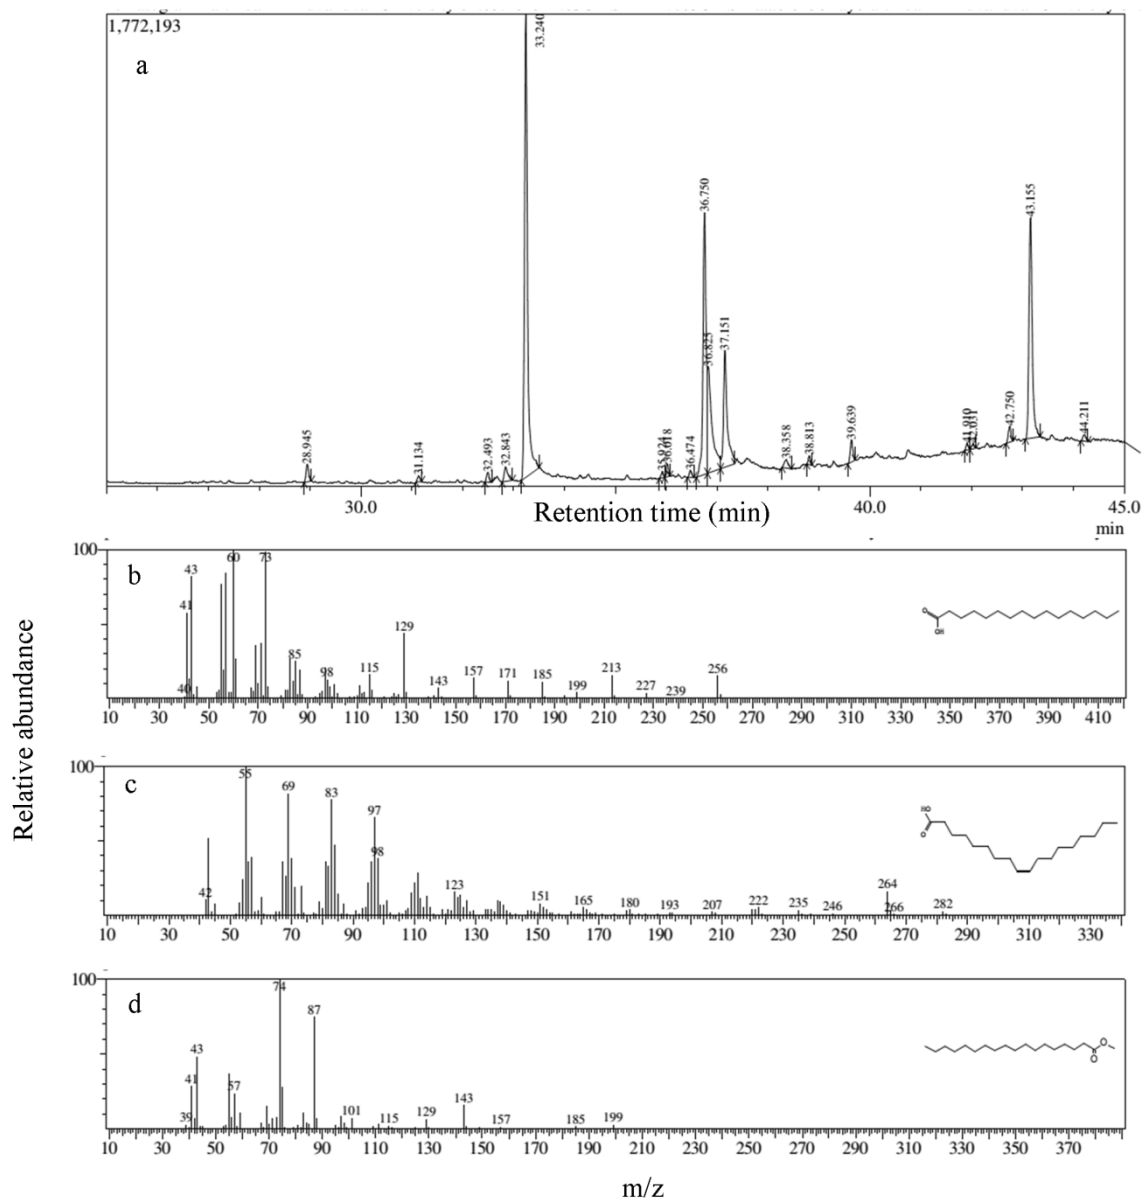 1,772,193
a
33.240
36.750
43.155
36.825
37.151
28.945
31.134
32.493
32.843
36.018
36.474
38.358
38.813
39.639
42.750
44.211
30.0
40.0
45.0
Retention time (min)
min
Relative abundance
100
b
40 41 43 60 73 85 98 115 129 143 157 171 185 199 213 227 239 256
O
OH
10 30 50 70 90 110 130 150 170 190 210 230 250 270 290 310 330 350 370 390 410
100
c
42 55 69 83 97 98 123 151 165 180 193 207 222 235 246 264 266 282
HO
O
10 30 50 70 90 110 130 150 170 190 210 230 250 270 290 310 330
100
d
39 41 43 57 74 87 101 115 129 143 157 185 199
O
O
10 30 50 70 90 110 130 150 170 190 210 230 250 270 290 310 330 350 370
m/z